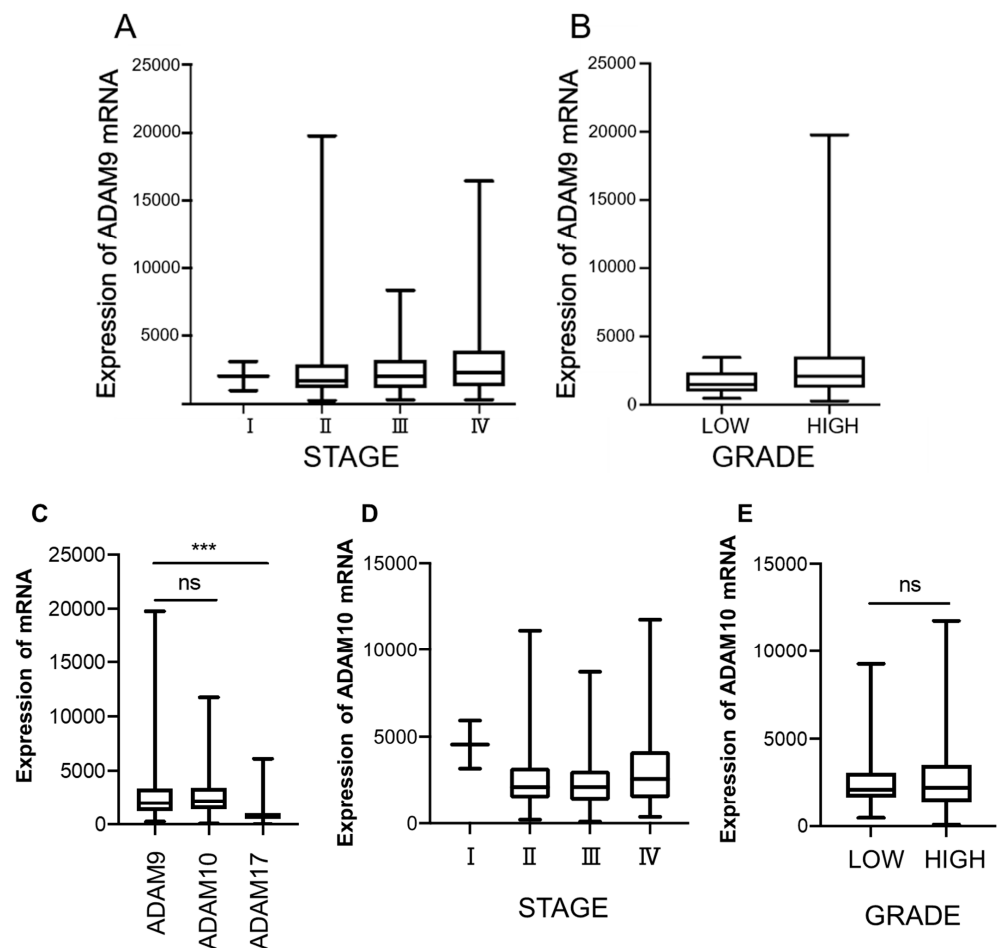 A
Expression of ADAM9 mRNA
25000
20000
15000
10000
5000
I II III IV
STAGE
B
Expression of ADAM9 mRNA
25000
20000
15000
10000
5000
0
LOW HIGH
GRADE
C
Expression of mRNA
25000
20000
15000
10000
5000
0
***
ns
ADAM9
ADAM10
ADAM17
D
Expression of ADAM10 mRNA
15000
10000
5000
0
I II III IV
STAGE
E
Expression of ADAM10 mRNA
15000
10000
5000
0
ns
LOW HIGH
GRADE